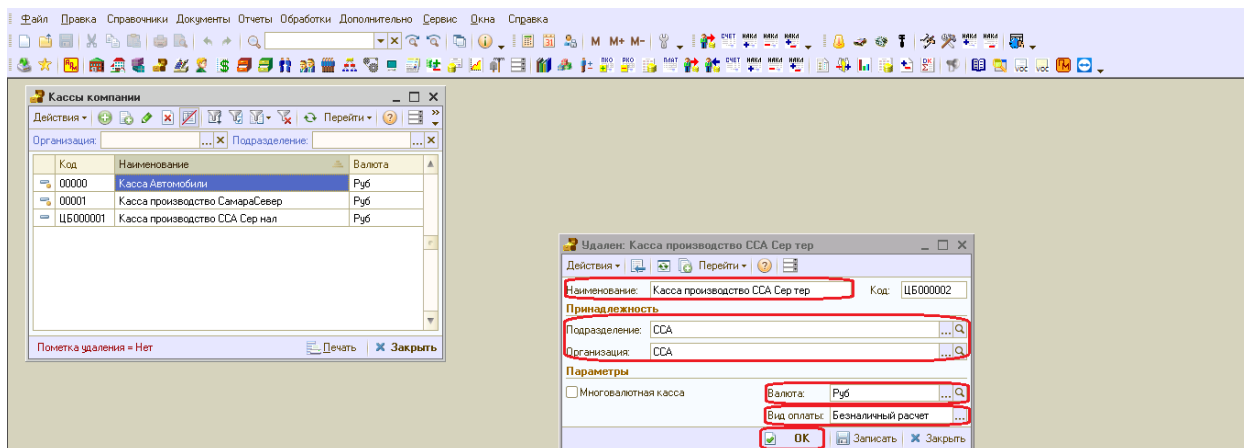 Файл Правка Справочники Документы Отчеты Обработки Дополнительно Сервис Окна Справка
M M+ M-
Кассы компании
Действия Перейти
Организация: Подразделение:
Код Наименование Валюта
00000 Касса Автомобили Руб
00001 Касса производство СамараСевер Руб
ЦБ000001 Касса производство ССА Сер нал Руб
Пометка удаления = Нет Печать Закрыть
Удален: Касса производство ССА Сер тер
Действия Перейти
Наименование: Касса производство ССА Сер тер Код: ЦБ000002
Принадлежность
Подразделение: ССА
Организация: ССА
Параметры
Многовалютная касса Валюта: Руб
Вид оплаты: Безналичный расчет
OK Записать Закрыть